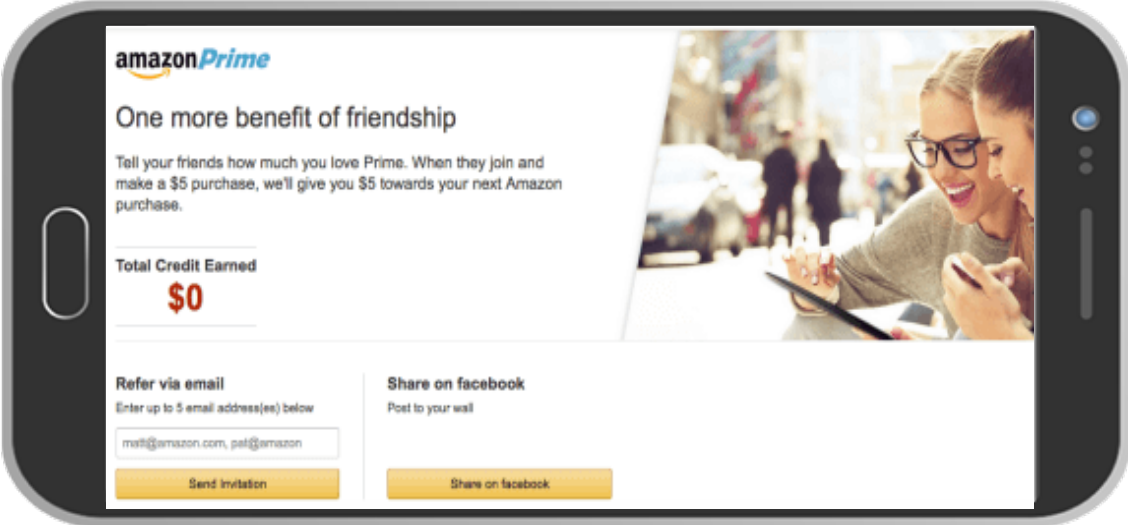 amazonPrime
One more benefit of friendship
Tell your friends how much you love Prime. When they join and
make a $5 purchase, we'll give you $5 towards your next Amazon
purchase.
Total Credit Earned
$0
Refer via email
Enter up to 5 email address(es) below
matt@amazon.com, pat@amazon
Send Invitation
Share on facebook
Post to your wall
Share on facebook